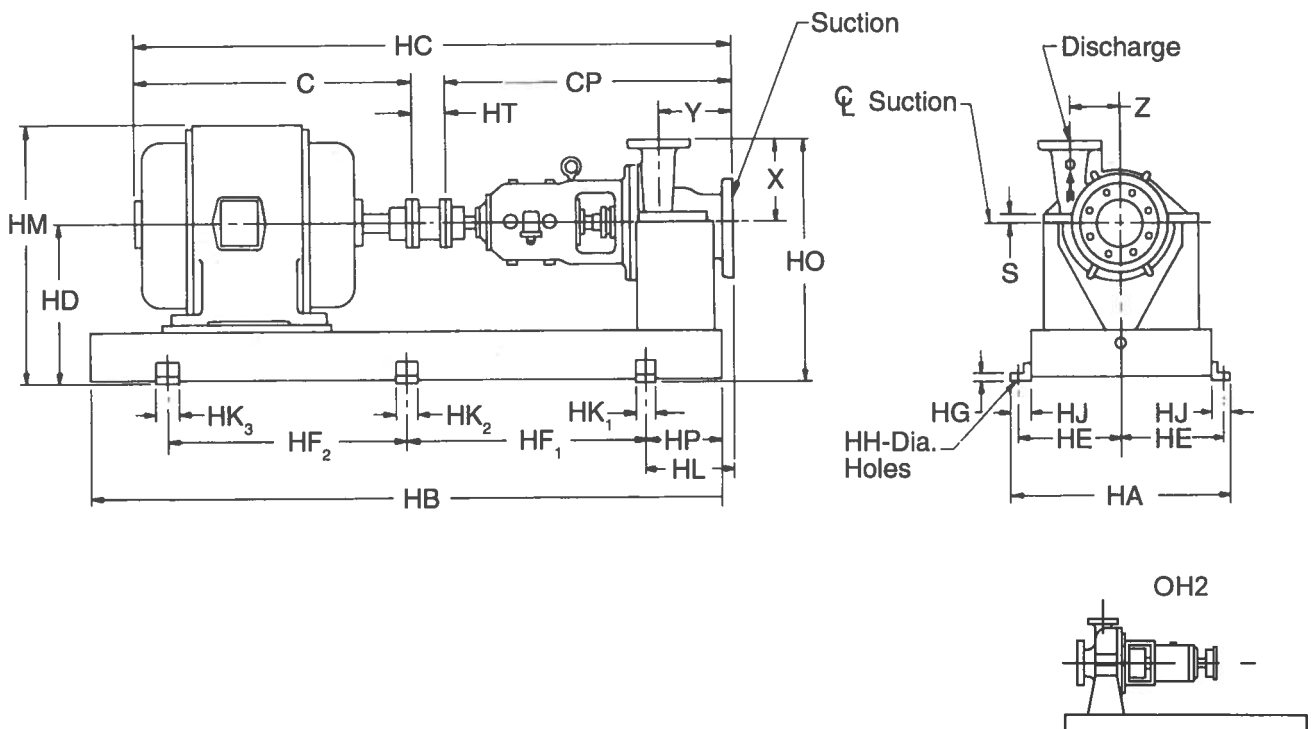 Suction
HC
Discharge
C
CP
℄ Suction
Z
HT
Y
X
HM
HO
S
HD
HK₃
HK₂
HK₁
HG
HJ
HJ
HF₂
HF₁
HP
HE
HE
HH-Dia.
Holes
HL
HA
HB
OH2